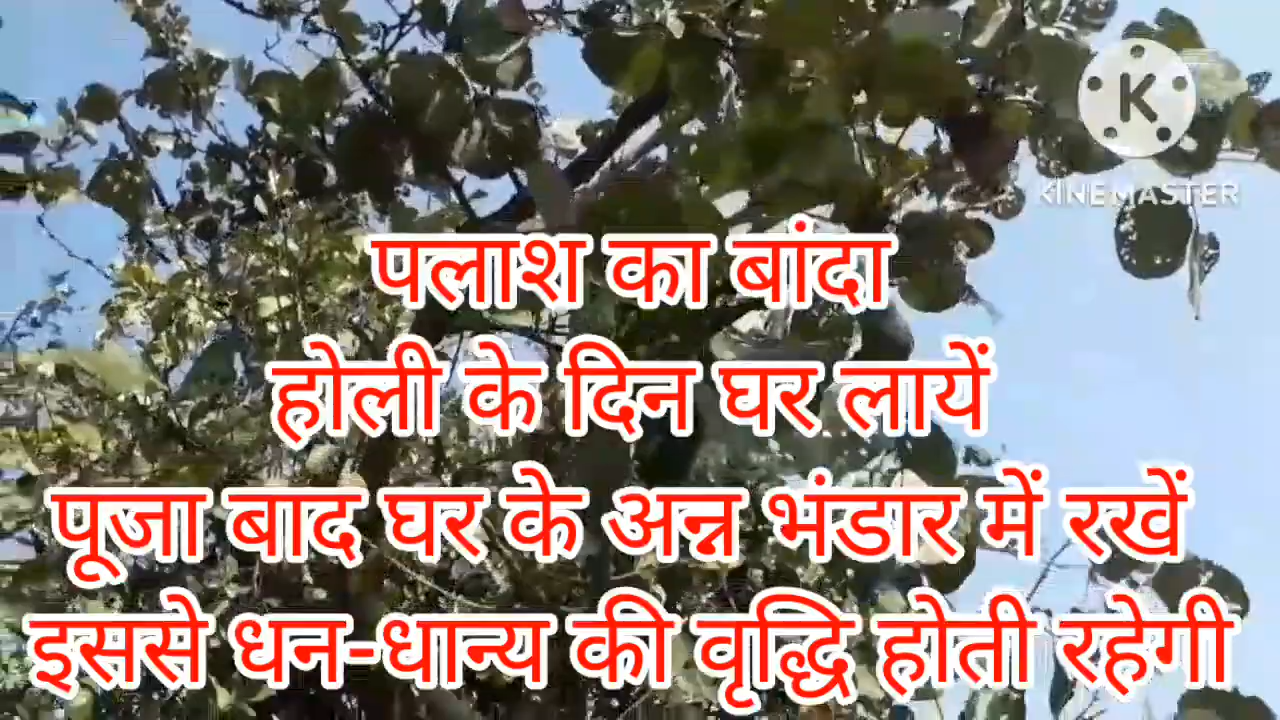 K
KINEMASTER
पलाश का बांदा
होली के दिन घर लायें
पूजा बाद घर के अन्न भंडार में रखें
इससे धन-धान्य की वृद्धि होती रहेगी